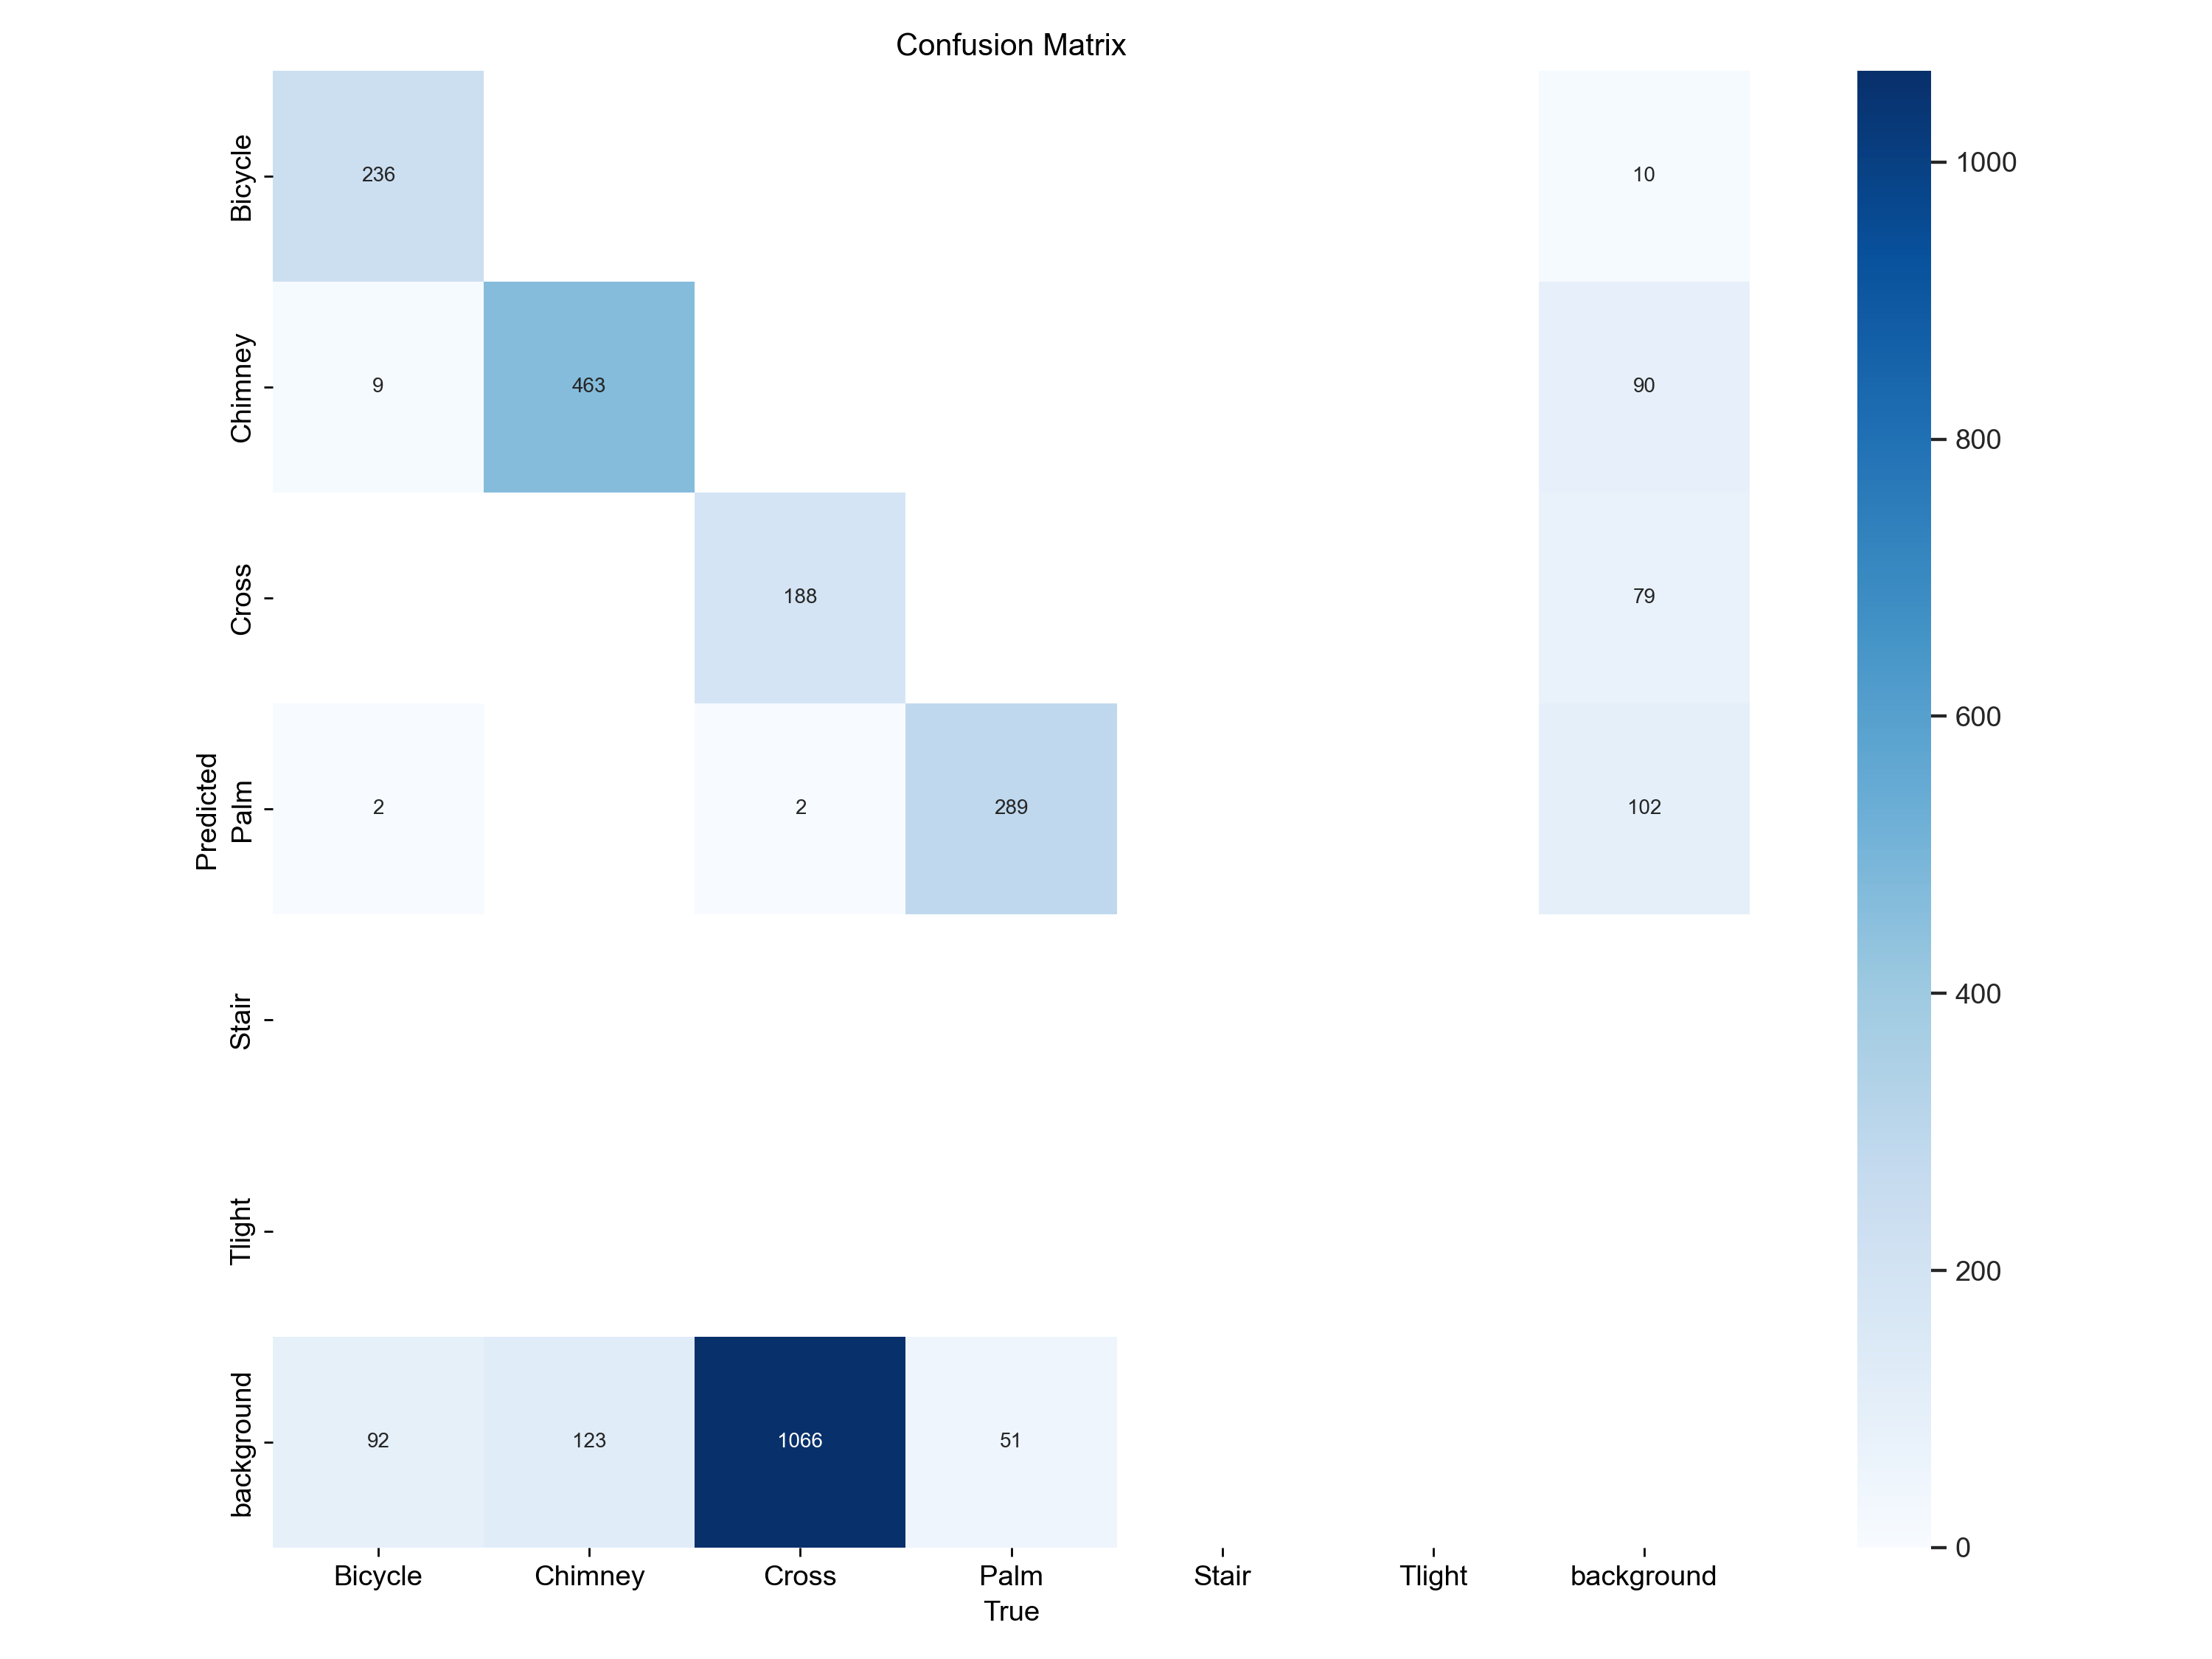 Confusion Matrix
Predicted
Bicycle
236
10
Chimney
9
463
90
Cross
188
79
Palm
2
2
289
102
Stair
Tlight
background
92
123
1066
51
Bicycle
Chimney
Cross
Palm
Stair
Tlight
background
True
1000
800
600
400
200
0